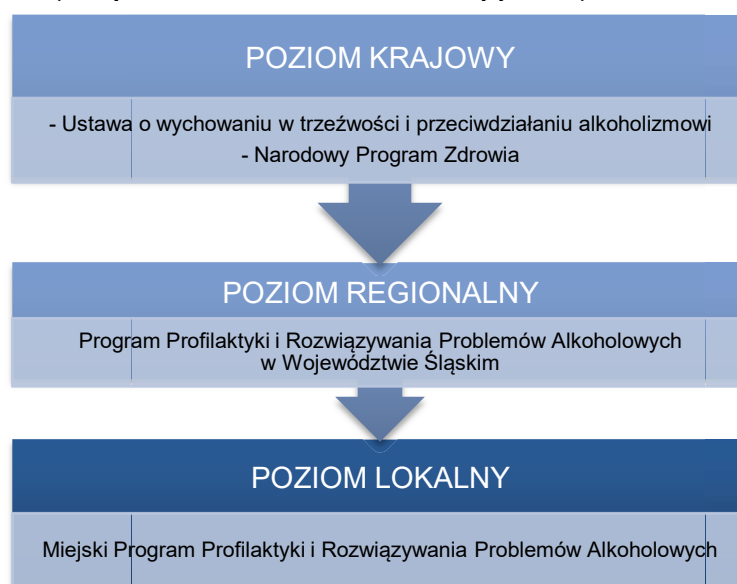 POZIOM KRAJOWY
- Ustawa o wychowaniu w trzeźwości i przeciwdziałaniu alkoholizmowi
- Narodowy Program Zdrowia
POZIOM REGIONALNY
Program Profilaktyki i Rozwiązywania Problemów Alkoholowych
w Województwie Śląskim
POZIOM LOKALNY
Miejski Program Profilaktyki i Rozwiązywania Problemów Alkoholowych